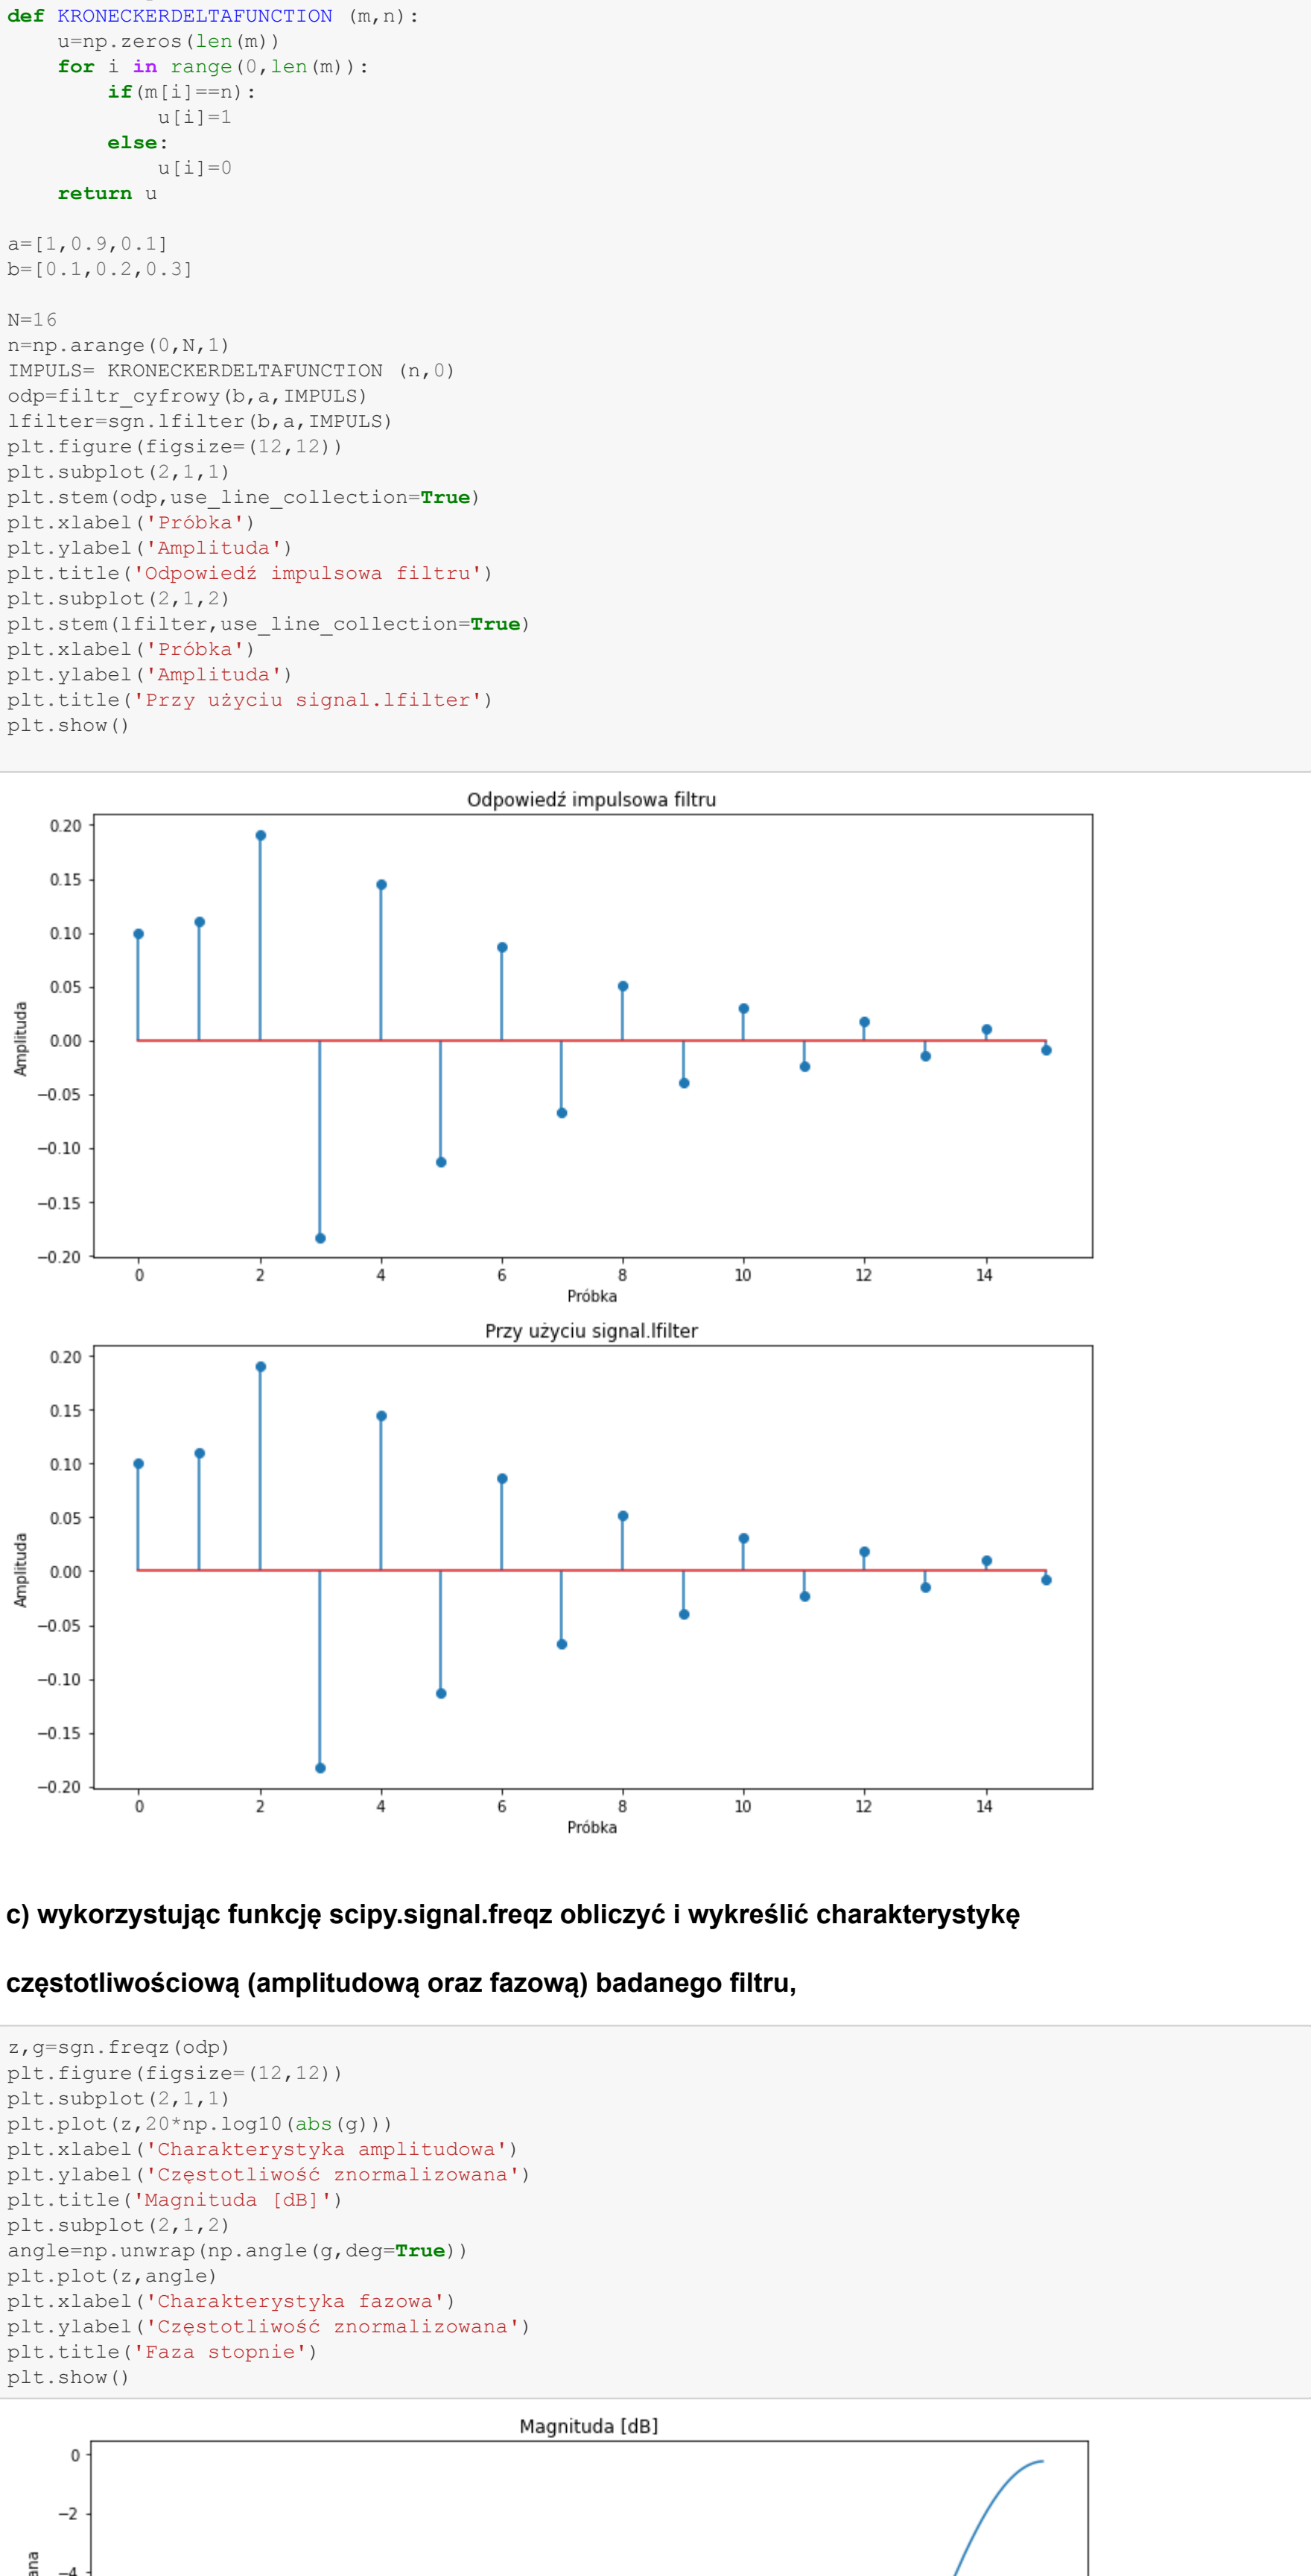 def KRONECKERDELTAFUNCTION (m,n):
    u=np.zeros(len(m))
    for i in range(0,len(m)):
        if(m[i]==n):
            u[i]=1
        else:
            u[i]=0
    return u
a=[1,0.9,0.1]
b=[0.1,0.2,0.3]
N=16
n=np.arange(0,N,1)
IMPULS= KRONECKERDELTAFUNCTION (n,0)
odp=filtr_cyfrowy(b,a,IMPULS)
lfilter=sgn.lfilter(b,a,IMPULS)
plt.figure(figsize=(12,12))
plt.subplot(2,1,1)
plt.stem(odp,use_line_collection=True)
plt.xlabel('Próbka')
plt.ylabel('Amplituda')
plt.title('Odpowiedź impulsowa filtru')
plt.subplot(2,1,2)
plt.stem(lfilter,use_line_collection=True)
plt.xlabel('Próbka')
plt.ylabel('Amplituda')
plt.title('Przy użyciu signal.lfilter')
plt.show()
Odpowiedź impulsowa filtru
0.20
0.15
0.10
0.05
0.00
−0.05
−0.10
−0.15
−0.20
Amplituda
0 2 4 6 8 10 12 14
Próbka
Przy użyciu signal.lfilter
0.20
0.15
0.10
0.05
0.00
−0.05
−0.10
−0.15
−0.20
Amplituda
0 2 4 6 8 10 12 14
Próbka
c) wykorzystując funkcję scipy.signal.freqz obliczyć i wykreślić charakterystykę
częstotliwościową (amplitudową oraz fazową) badanego filtru,
z,g=sgn.freqz(odp)
plt.figure(figsize=(12,12))
plt.subplot(2,1,1)
plt.plot(z,20*np.log10(abs(g)))
plt.xlabel('Charakterystyka amplitudowa')
plt.ylabel('Częstotliwość znormalizowana')
plt.title('Magnituda [dB]')
plt.subplot(2,1,2)
angle=np.unwrap(np.angle(g,deg=True))
plt.plot(z,angle)
plt.xlabel('Charakterystyka fazowa')
plt.ylabel('Częstotliwość znormalizowana')
plt.title('Faza stopnie')
plt.show()
Magnituda [dB]
0
−2
−4